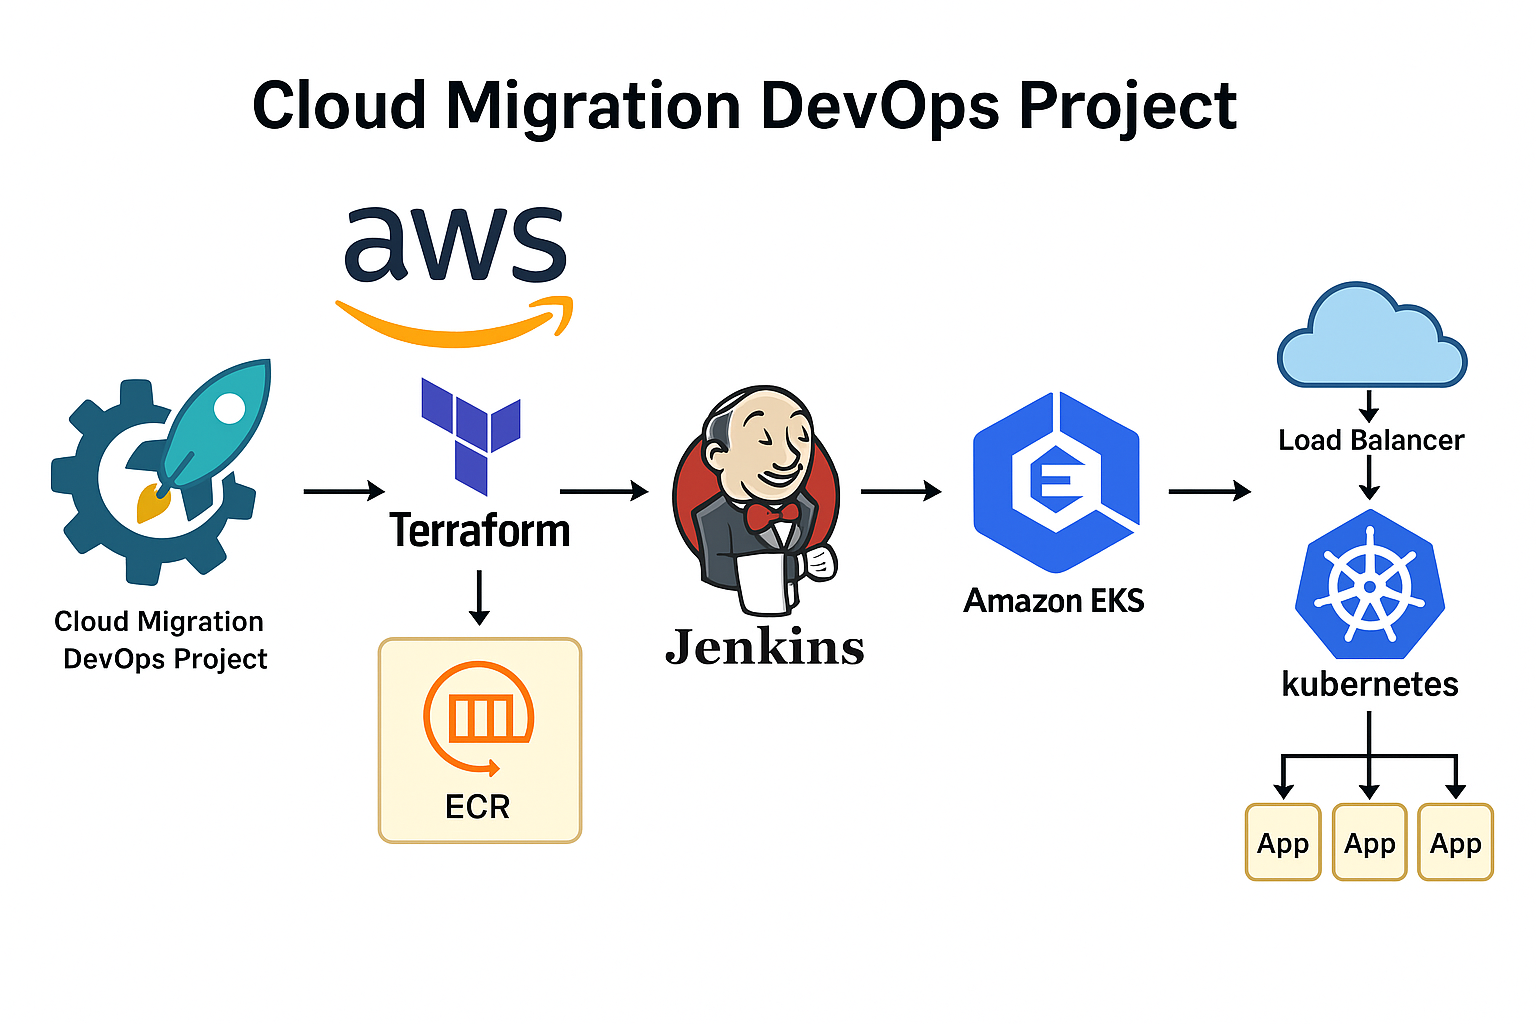 Cloud Migration DevOps Project
aws
Cloud Migration
DevOps Project
Terraform
ECR
Jenkins
E
Amazon EKS
Load Balancer
kubernetes
App
App
App